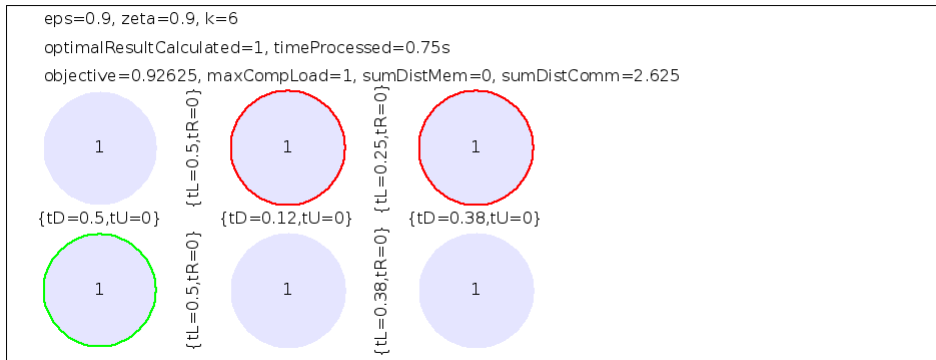 eps=0.9, zeta=0.9, k=6
optimalResultCalculated=1, timeProcessed=0.75s
objective=0.92625, maxCompLoad=1, sumDistMem=0, sumDistComm=2.625
1
{tL=0.5,tR=0}
1
{tL=0.25,tR=0}
1
{tD=0.5,tU=0}
{tD=0.12,tU=0}
{tD=0.38,tU=0}
1
{tL=0.5,tR=0}
1
{tL=0.38,tR=0}
1